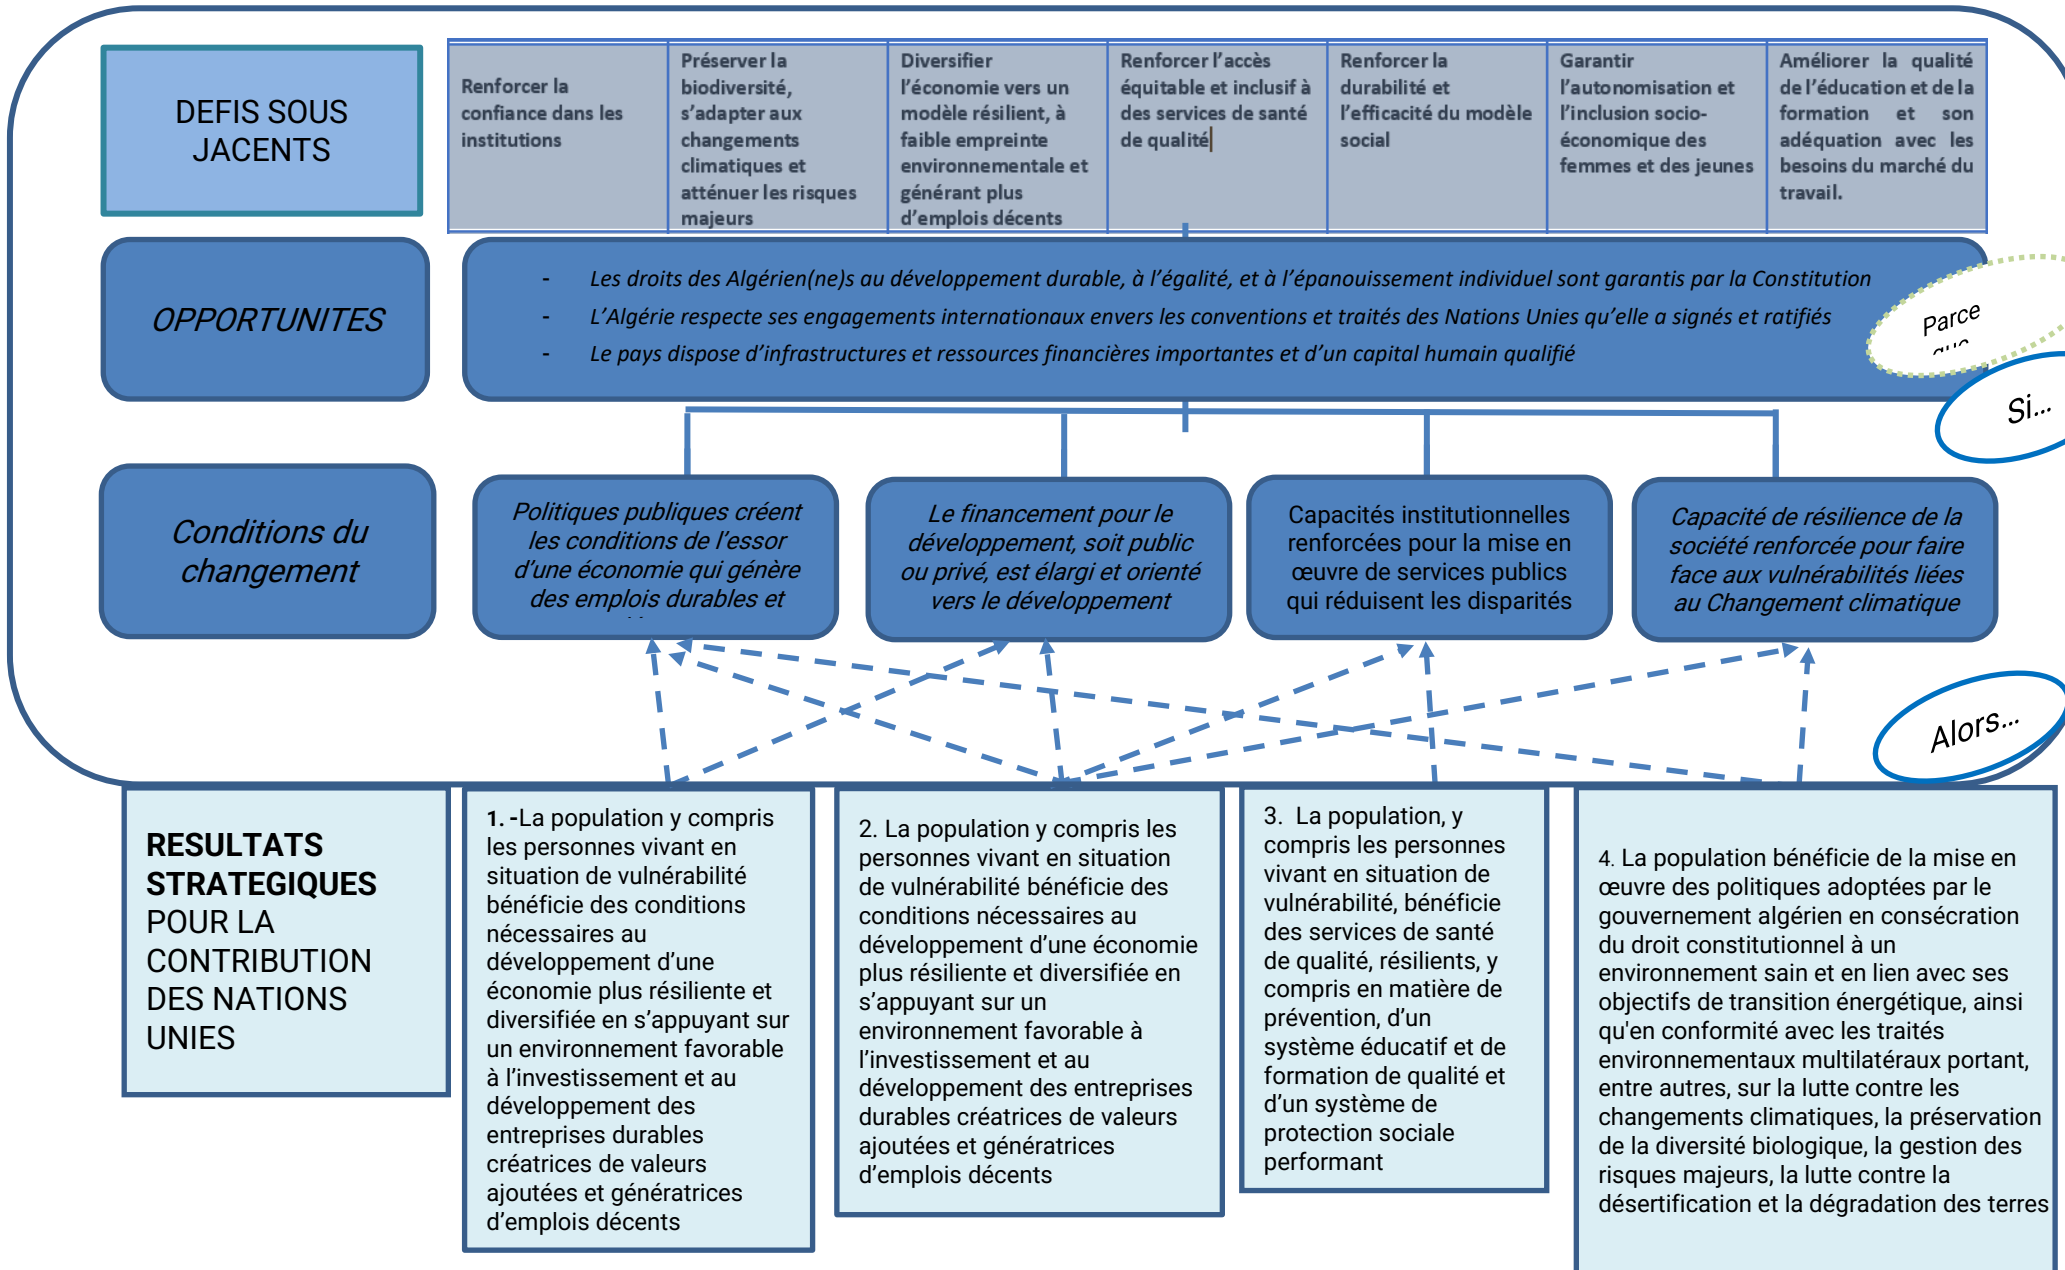 DEFIS SOUS
JACENTS
Renforcer la
confiance dans les
institutions
Préserver la
biodiversité,
s’adapter aux
changements
climatiques et
atténuer les risques
majeurs
Diversifier
l’économie vers un
modèle résilient, à
faible empreinte
environnementale et
générant plus
d’emplois décents
Renforcer l’accès
équitable et inclusif à
des services de santé
de qualité
Renforcer la
durabilité et
l’efficacité du modèle
social
Garantir
l’autonomisation et
l’inclusion socio-
économique des
femmes et des jeunes
Améliorer la qualité
de l’éducation et de la
formation et son
adéquation avec les
besoins du marché du
travail.
OPPORTUNITES
- Les droits des Algérien(ne)s au développement durable, à l’égalité, et à l’épanouissement individuel sont garantis par la Constitution
- L’Algérie respecte ses engagements internationaux envers les conventions et traités des Nations Unies qu’elle a signés et ratifiés
- Le pays dispose d’infrastructures et ressources financières importantes et d’un capital humain qualifié
Parce
que
Si...
Conditions du
changement
Politiques publiques créent
les conditions de l’essor
d’une économie qui génère
des emplois durables et
Le financement pour le
développement, soit public
ou privé, est élargi et orienté
vers le développement
Capacités institutionnelles
renforcées pour la mise en
œuvre de services publics
qui réduisent les disparités
Capacité de résilience de la
société renforcée pour faire
face aux vulnérabilités liées
au Changement climatique
Alors...
RESULTATS
STRATEGIQUES
POUR LA
CONTRIBUTION
DES NATIONS
UNIES
1. -La population y compris
les personnes vivant en
situation de vulnérabilité
bénéficie des conditions
nécessaires au
développement d’une
économie plus résiliente et
diversifiée en s’appuyant sur
un environnement favorable
à l’investissement et au
développement des
entreprises durables
créatrices de valeurs
ajoutées et génératrices
d’emplois décents
2. La population y compris les
personnes vivant en situation
de vulnérabilité bénéficie des
conditions nécessaires au
développement d’une économie
plus résiliente et diversifiée en
s’appuyant sur un
environnement favorable à
l’investissement et au
développement des entreprises
durables créatrices de valeurs
ajoutées et génératrices
d’emplois décents
3. La population, y
compris les personnes
vivant en situation de
vulnérabilité, bénéficie
des services de santé
de qualité, résilients, y
compris en matière de
prévention, d’un
système éducatif et de
formation de qualité et
d’un système de
protection sociale
performant
4. La population bénéficie de la mise en
œuvre des politiques adoptées par le
gouvernement algérien en consécration
du droit constitutionnel à un
environnement sain et en lien avec ses
objectifs de transition énergétique, ainsi
qu'en conformité avec les traités
environnementaux multilatéraux portant,
entre autres, sur la lutte contre les
changements climatiques, la préservation
de la diversité biologique, la gestion des
risques majeurs, la lutte contre la
désertification et la dégradation des terres